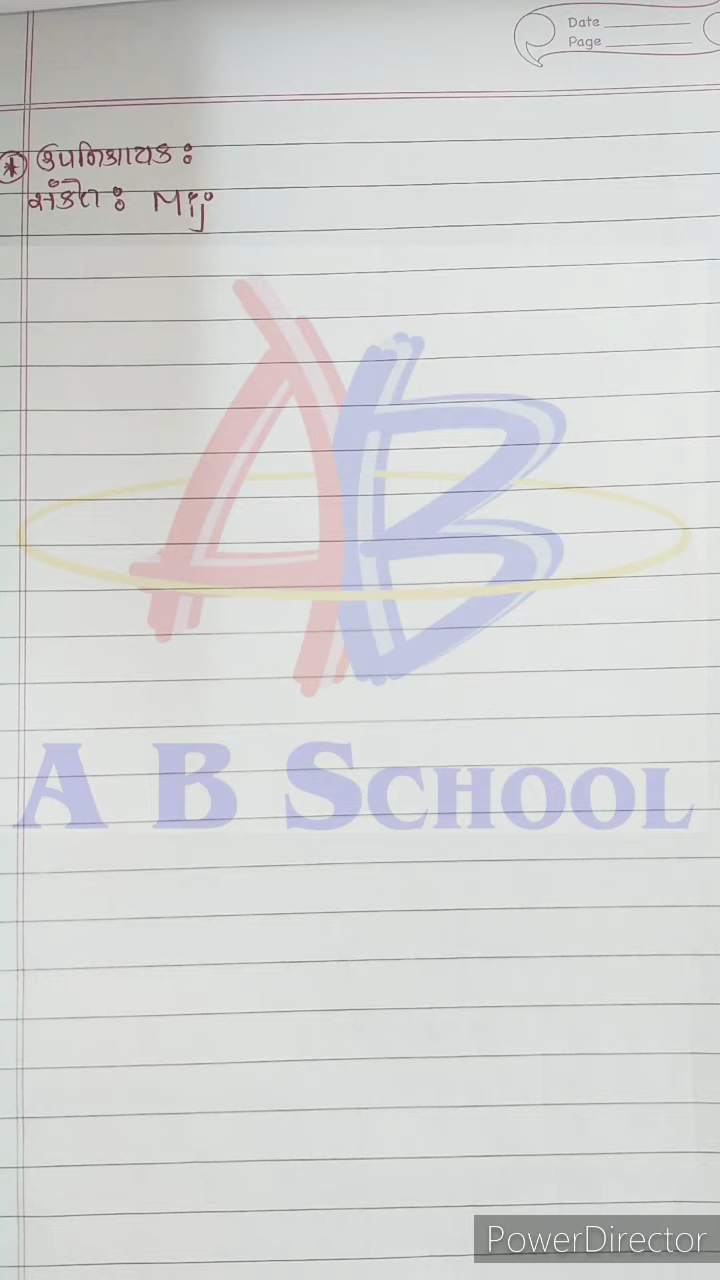 Date
Page
* ઉપનિશ્ચાયક :
સંકેત : Mij
A B SCHOOL
PowerDirector